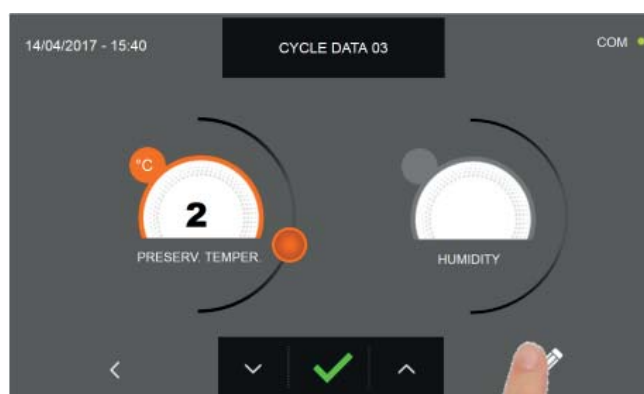 14/04/2017 - 15:40
CYCLE DATA 03
COM
°C
2
PRESERV. TEMPER.
HUMIDITY